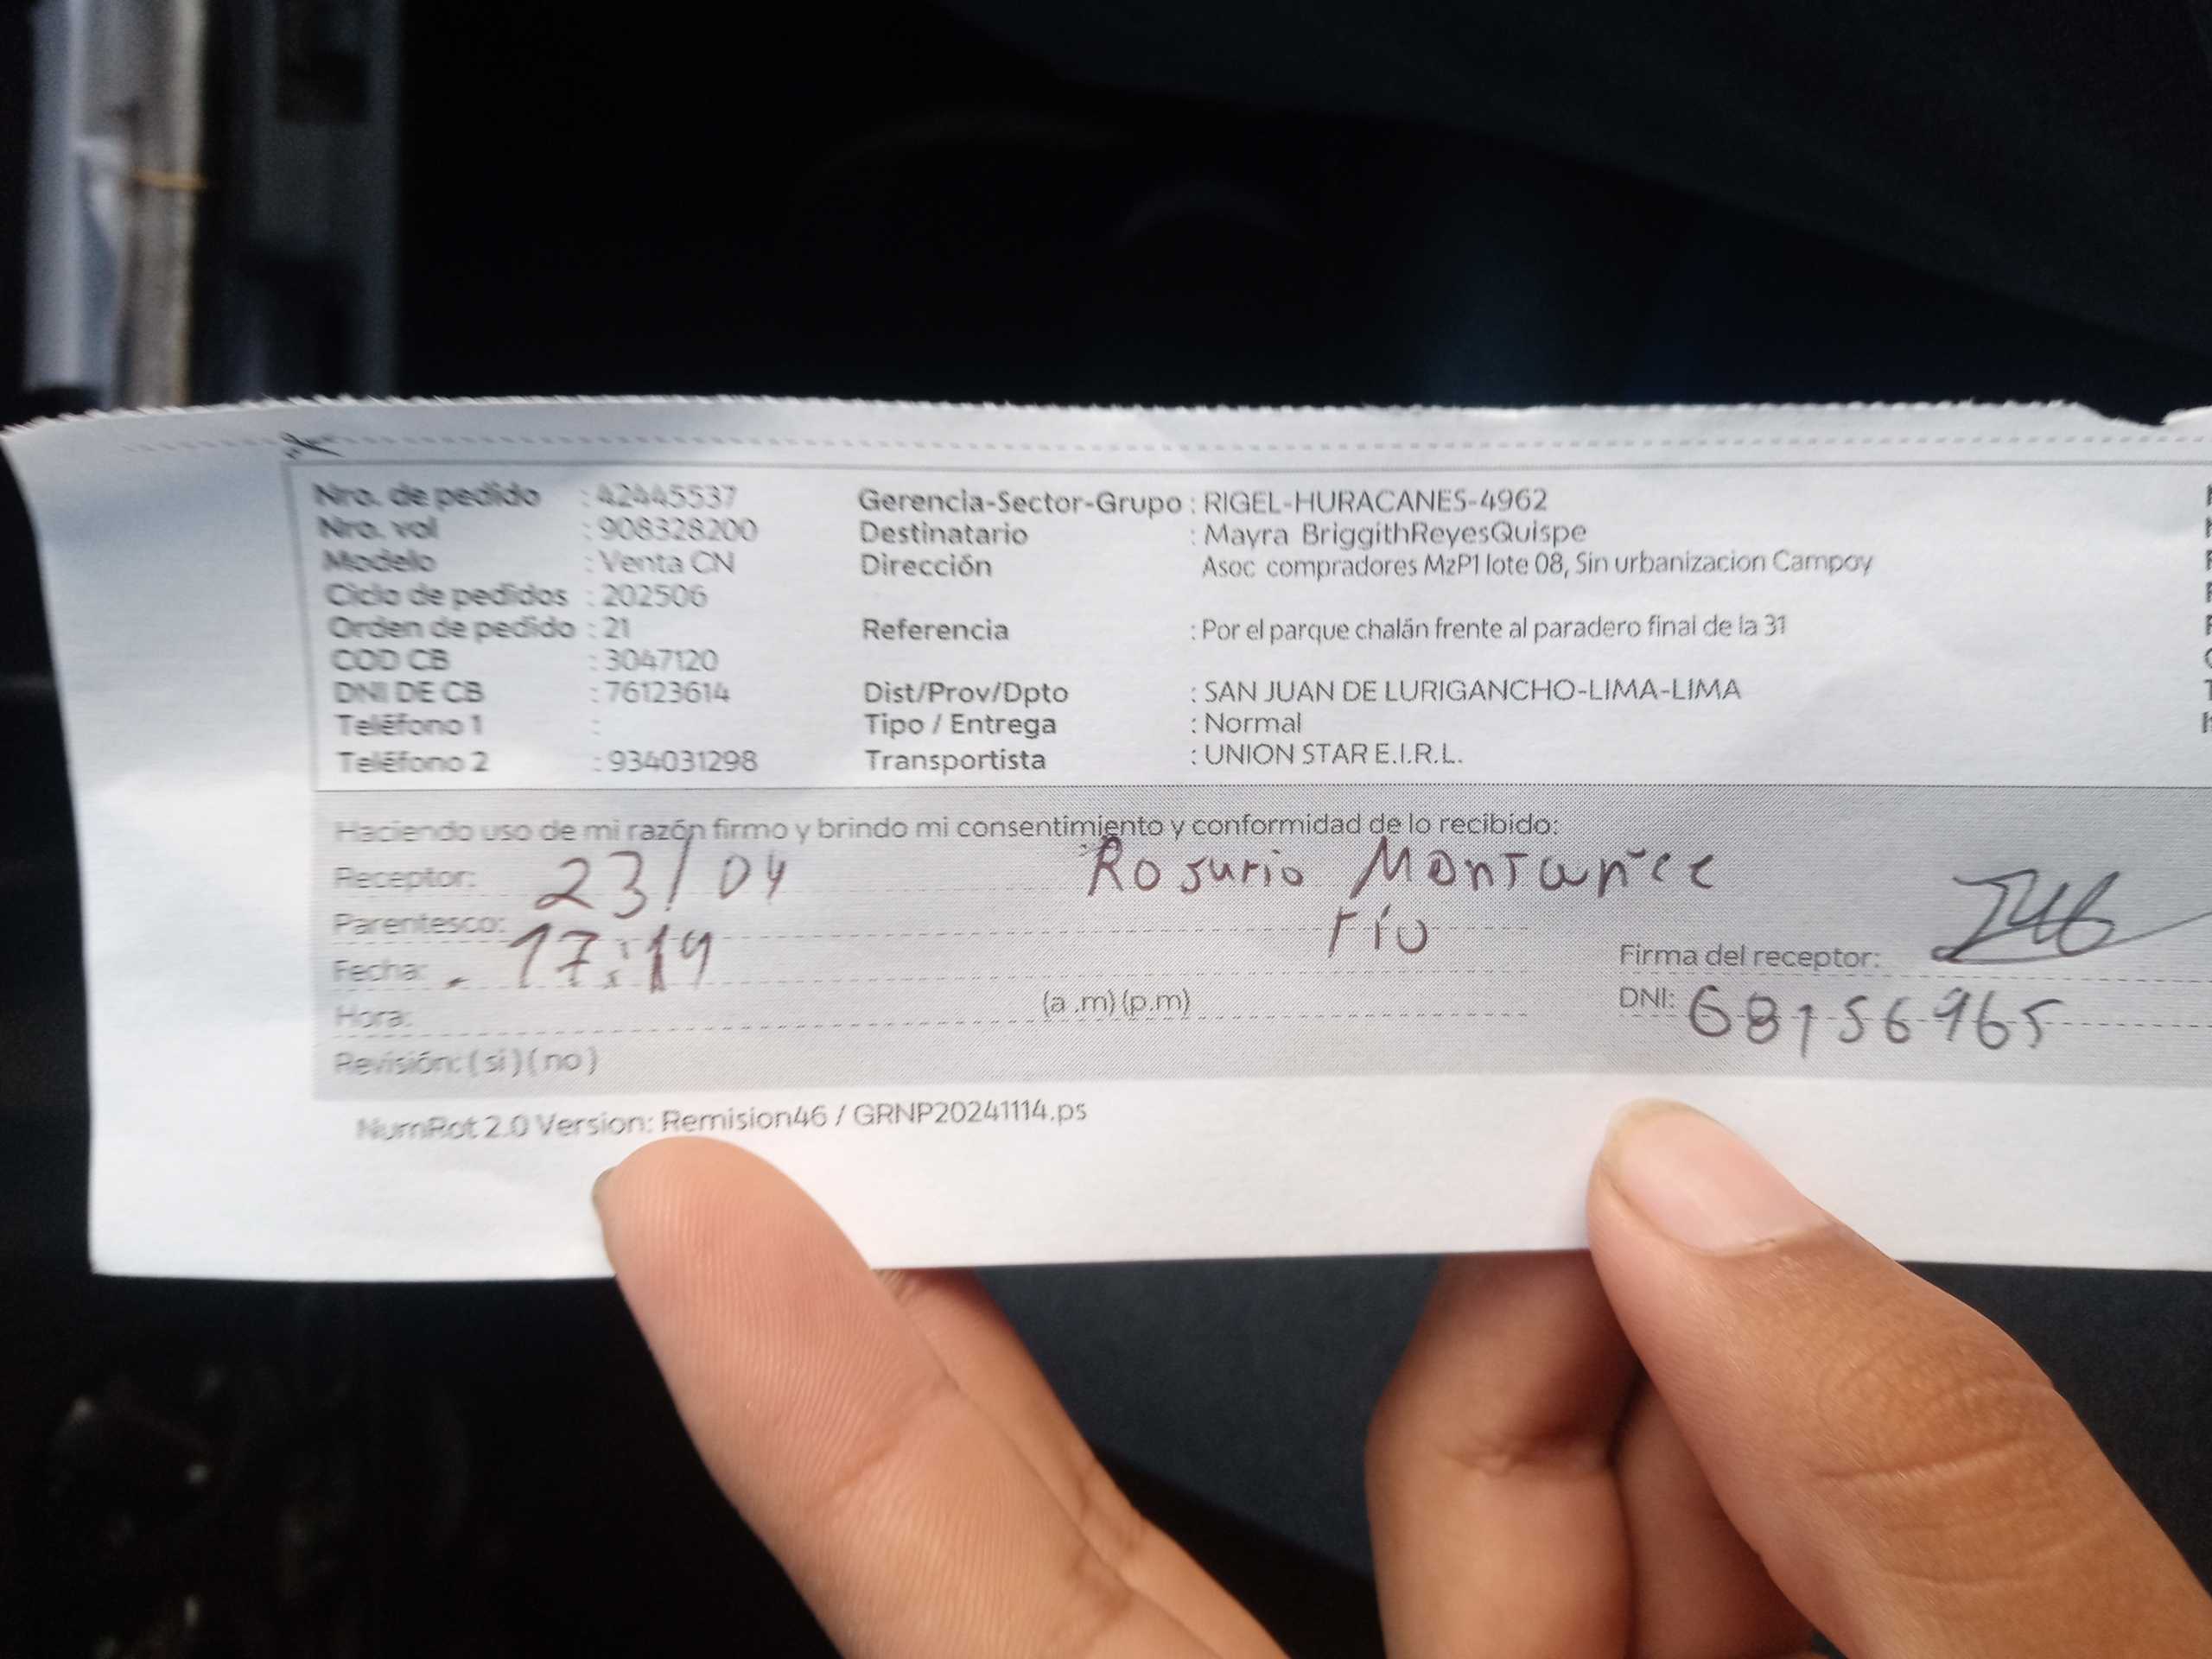 Nro. de pedido : 42445537
Nro. vol : 908328200
Modelo : Venta CN
Ciclo de pedidos : 202506
Orden de pedido : 21
COD CB : 3047120
DNI DE CB : 76123614
Teléfono 1 :
Teléfono 2 : 934031298
Gerencia-Sector-Grupo : RIGEL-HURACANES-4962
Destinatario : Mayra BriggithReyesQuispe
Dirección Asoc compradores MzP1 lote 08, Sin urbanizacion Campoy
Referencia : Por el parque chalán frente al paradero final de la 31
Dist/Prov/Dpto : SAN JUAN DE LURIGANCHO-LIMA-LIMA
Tipo / Entrega : Normal
Transportista : UNION STAR E.I.R.L.
Haciendo uso de mi razón firmo y brindo mi consentimiento y conformidad de lo recibido:
Receptor: 23/04 Rosario
Parentesco:
Fecha: 17:19
Hora: (a .m) (p.m)
Revisión: ( si ) ( no )
Firma del receptor:
DNI: 68156965
NumRot 2.0 Version: Remision46 / GRNP20241114.ps